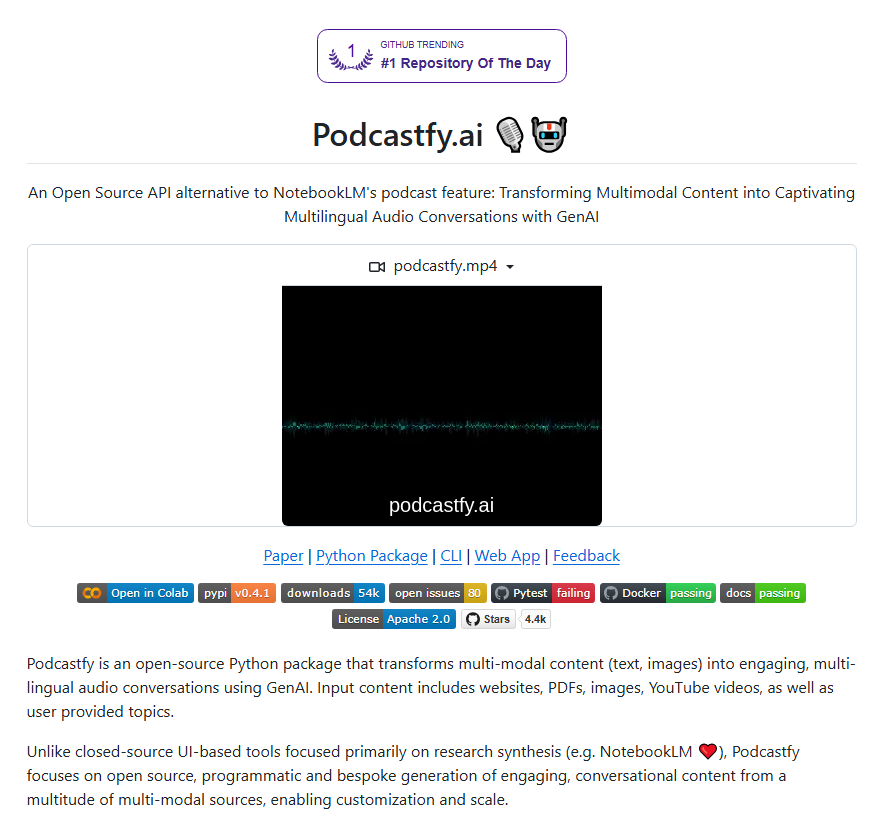 1
GITHUB TRENDING
#1 Repository Of The Day
Podcastfy.ai 🎙️🤖
An Open Source API alternative to NotebookLM's podcast feature: Transforming Multimodal Content into Captivating
Multilingual Audio Conversations with GenAI
podcastfy.mp4
podcastfy.ai
Paper | Python Package | CLI | Web App | Feedback
Open in Colab pypi v0.4.1 downloads 54k open issues 80 Pytest failing Docker passing docs passing
License Apache 2.0 Stars 4.4k
Podcastfy is an open-source Python package that transforms multi-modal content (text, images) into engaging, multi-
lingual audio conversations using GenAI. Input content includes websites, PDFs, images, YouTube videos, as well as
user provided topics.
Unlike closed-source UI-based tools focused primarily on research synthesis (e.g. NotebookLM ❤️), Podcastfy
focuses on open source, programmatic and bespoke generation of engaging, conversational content from a
multitude of multi-modal sources, enabling customization and scale.